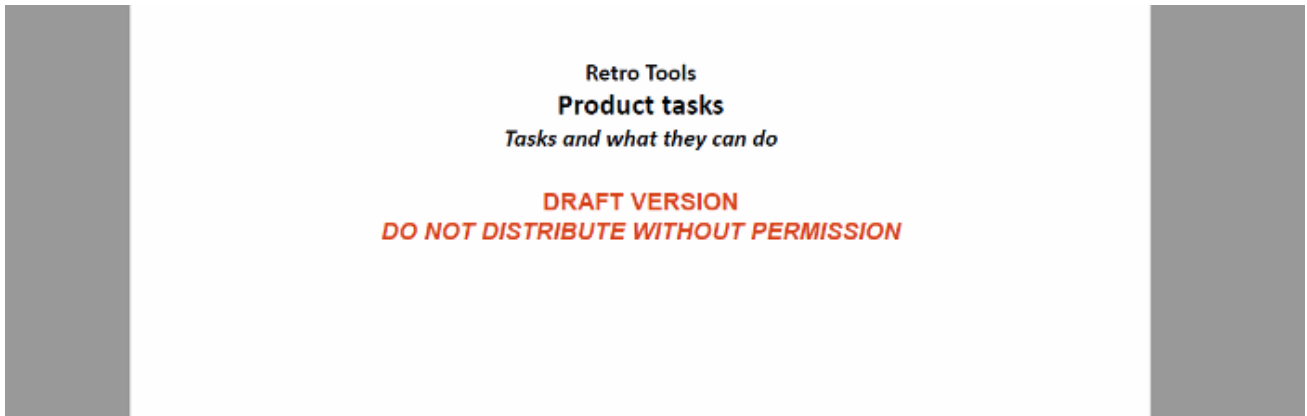 Retro Tools
Product tasks
Tasks and what they can do
DRAFT VERSION
DO NOT DISTRIBUTE WITHOUT PERMISSION